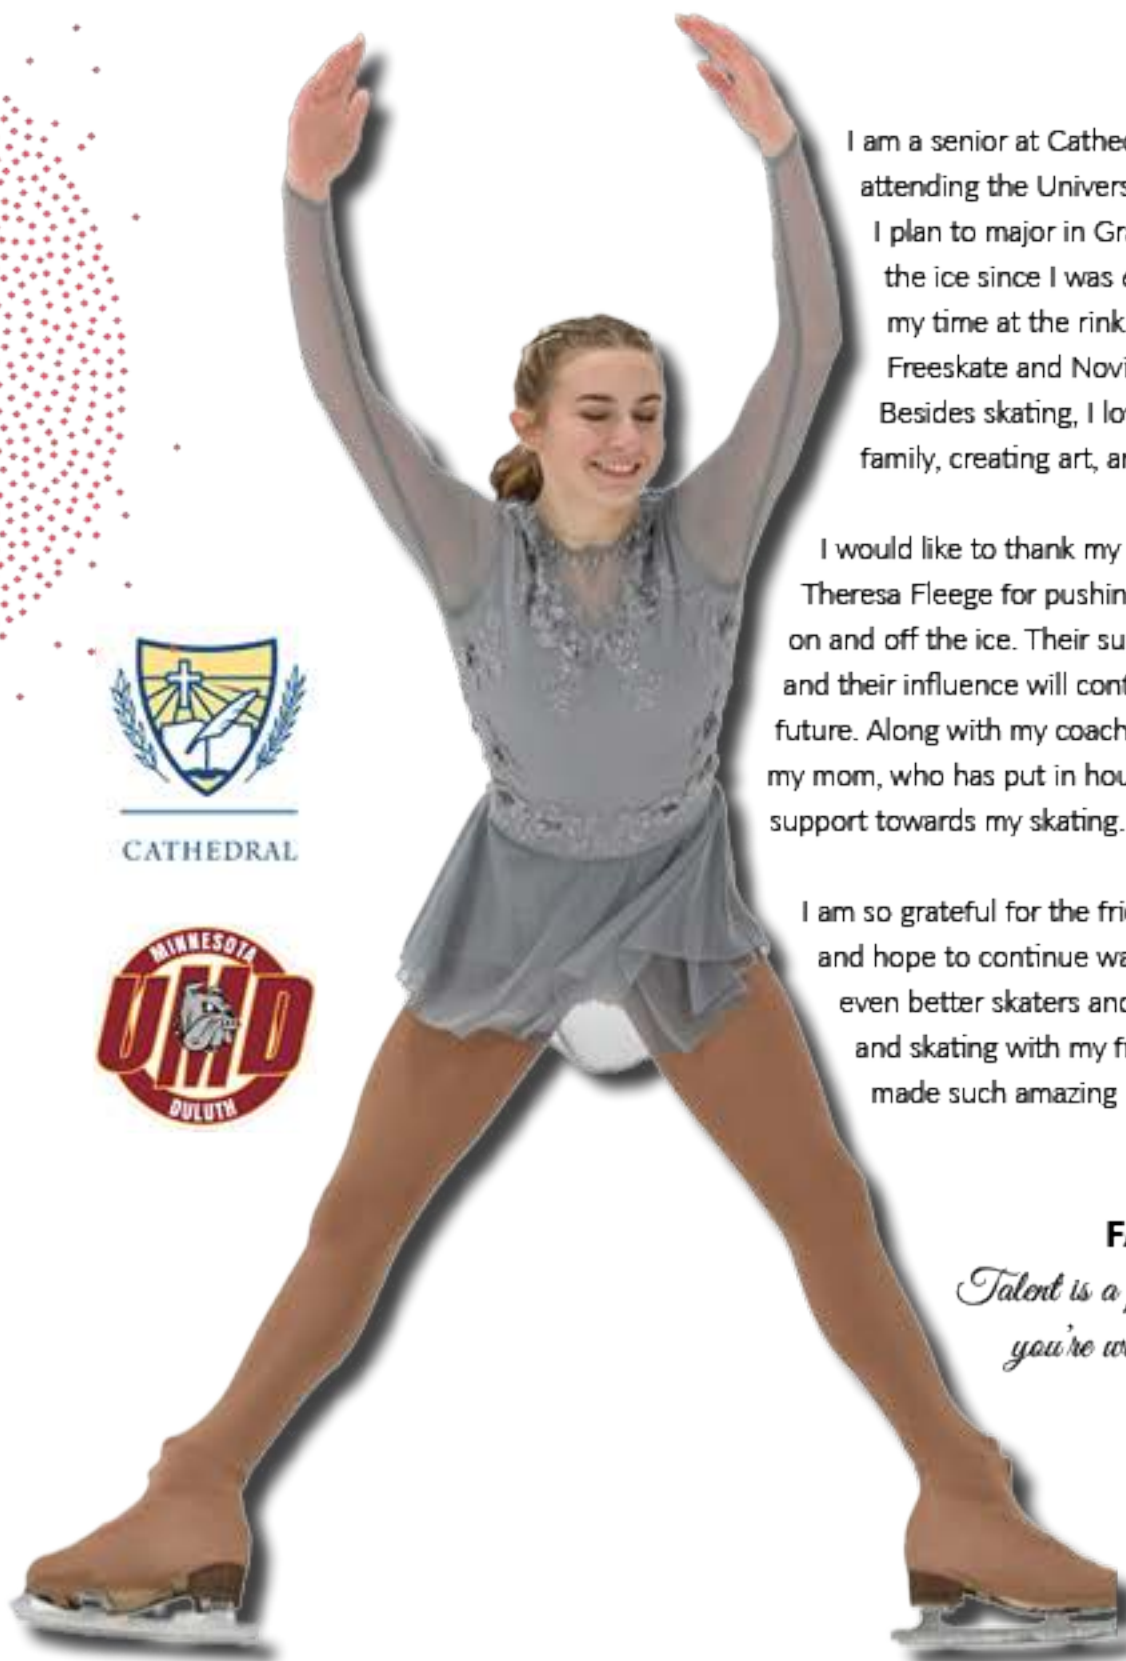 I am a senior at Cathe
attending the Univers
I plan to major in Gra
the ice since I was
my time at the rink
Freeskate and Novi
Besides skating, I lo
family, creating art, a
I would like to thank my
Theresa Fleege for pushin
on and off the ice. Their su
and their influence will cont
future. Along with my coach
my mom, who has put in hou
support towards my skating.
I am so grateful for the frie
and hope to continue wa
even better skaters and
and skating with my f
made such amazing
CATHEDRAL
MINNESOTA
UMD
DULUTH
F
Talent is a
you're w